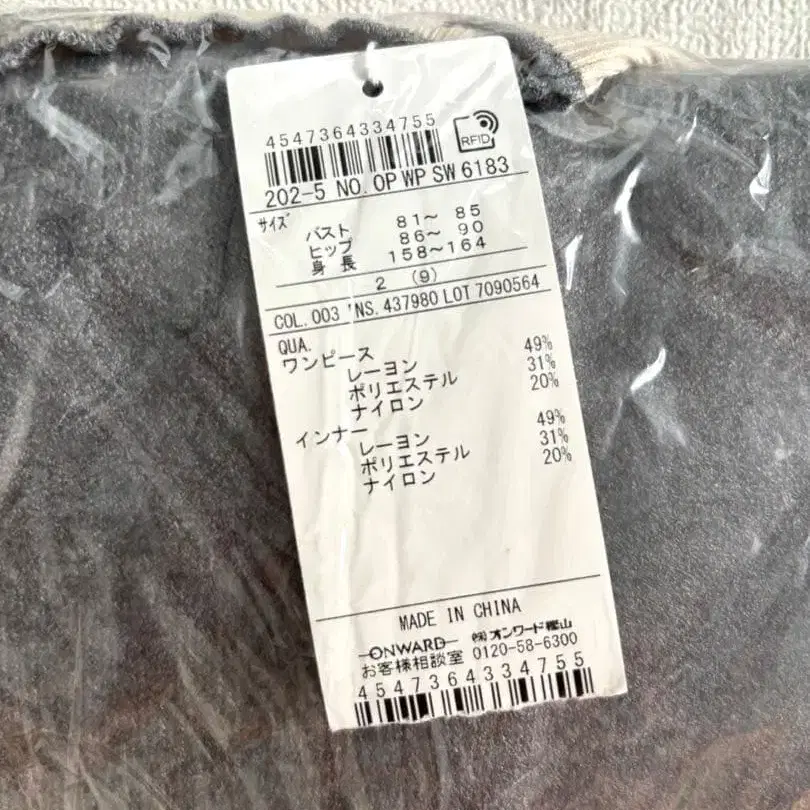 4547364334755
RFID
202-5 NO. OP WP SW 6183
サイズ
バスト 81～ 85
ヒップ 86～ 90
身長 158～164
2 (9)
COL. 003 'NS. 437980 LOT 7090564
QUA.
ワンピース
レーヨン 49%
ポリエステル 31%
ナイロン 20%
インナー
レーヨン 49%
ポリエステル 31%
ナイロン 20%
MADE IN CHINA
ONWARD ㈱オンワード樫山
お客様相談室 0120-58-6300
4547364334755